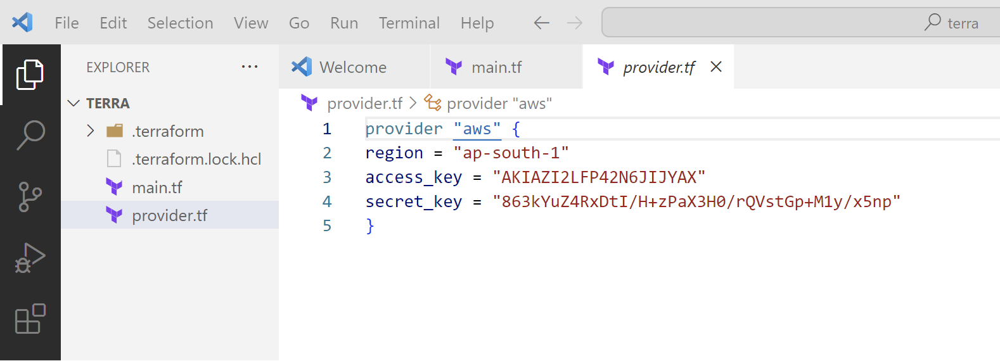 File Edit Selection View Go Run Terminal Help ← → terra
EXPLORER ···
Welcome main.tf provider.tf ×
TERRA
.terraform
.terraform.lock.hcl
main.tf
provider.tf
provider.tf > provider "aws"
1 provider "aws" {
2 region = "ap-south-1"
3 access_key = "AKIAZI2LFP42N6JIJYAX"
4 secret_key = "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"
5 }